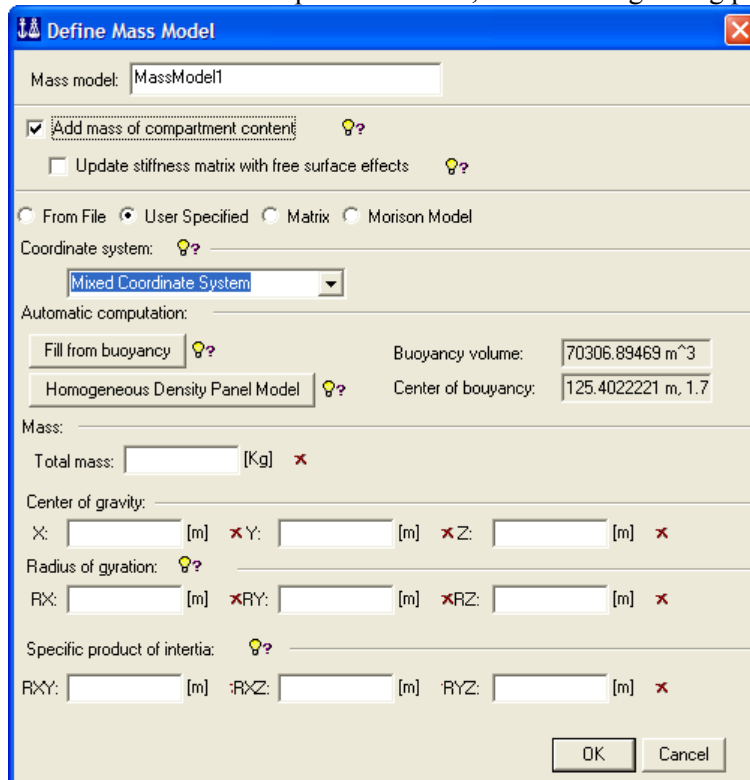 Define Mass Model
Mass model: MassModel1
Add mass of compartment content ?
Update stiffness matrix with free surface effects ?
From File User Specified Matrix Morison Model
Coordinate system: ?
Mixed Coordinate System
Automatic computation:
Fill from buoyancy ? Buoyancy volume: 70306.89469 m^3
Homogeneous Density Panel Model ? Center of bouyancy: 125.4022221 m, 1.7
Mass:
Total mass: [Kg]
Center of gravity:
X: [m] Y: [m] Z: [m]
Radius of gyration: ?
RX: [m] RY: [m] RZ: [m]
Specific product of intertia: ?
RXY: [m] RXZ: [m] RYZ: [m]
OK Cancel